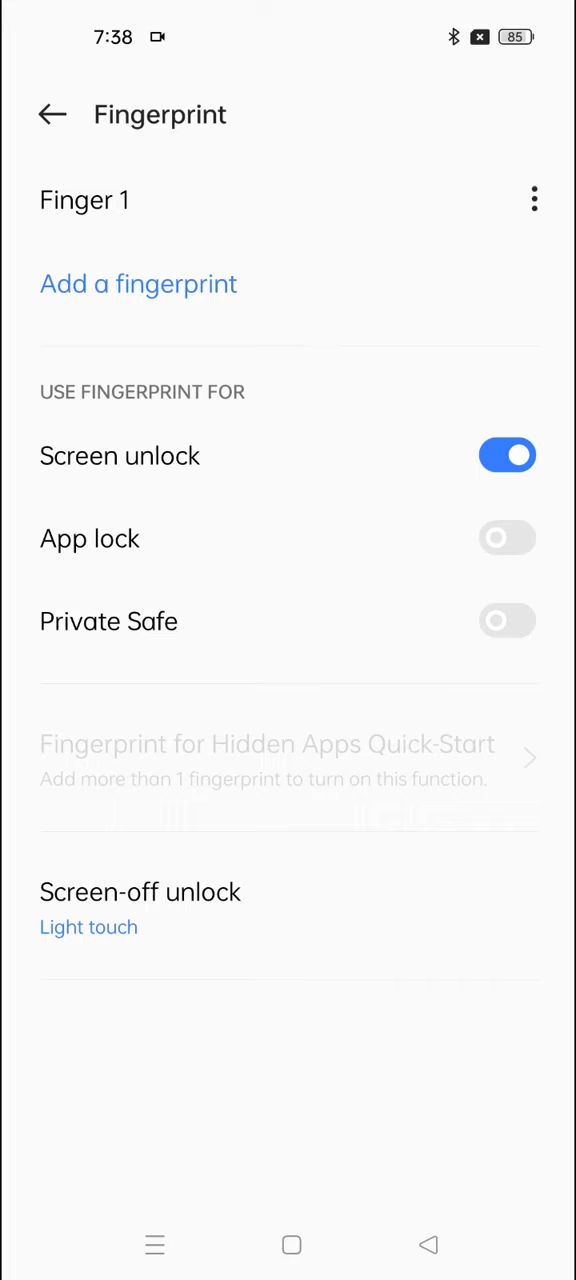 7:38
85
Fingerprint
Finger 1
Add a fingerprint
USE FINGERPRINT FOR
Screen unlock
App lock
Private Safe
Fingerprint for Hidden Apps Quick-Start
Add more than 1 fingerprint to turn on this function.
Screen-off unlock
Light touch